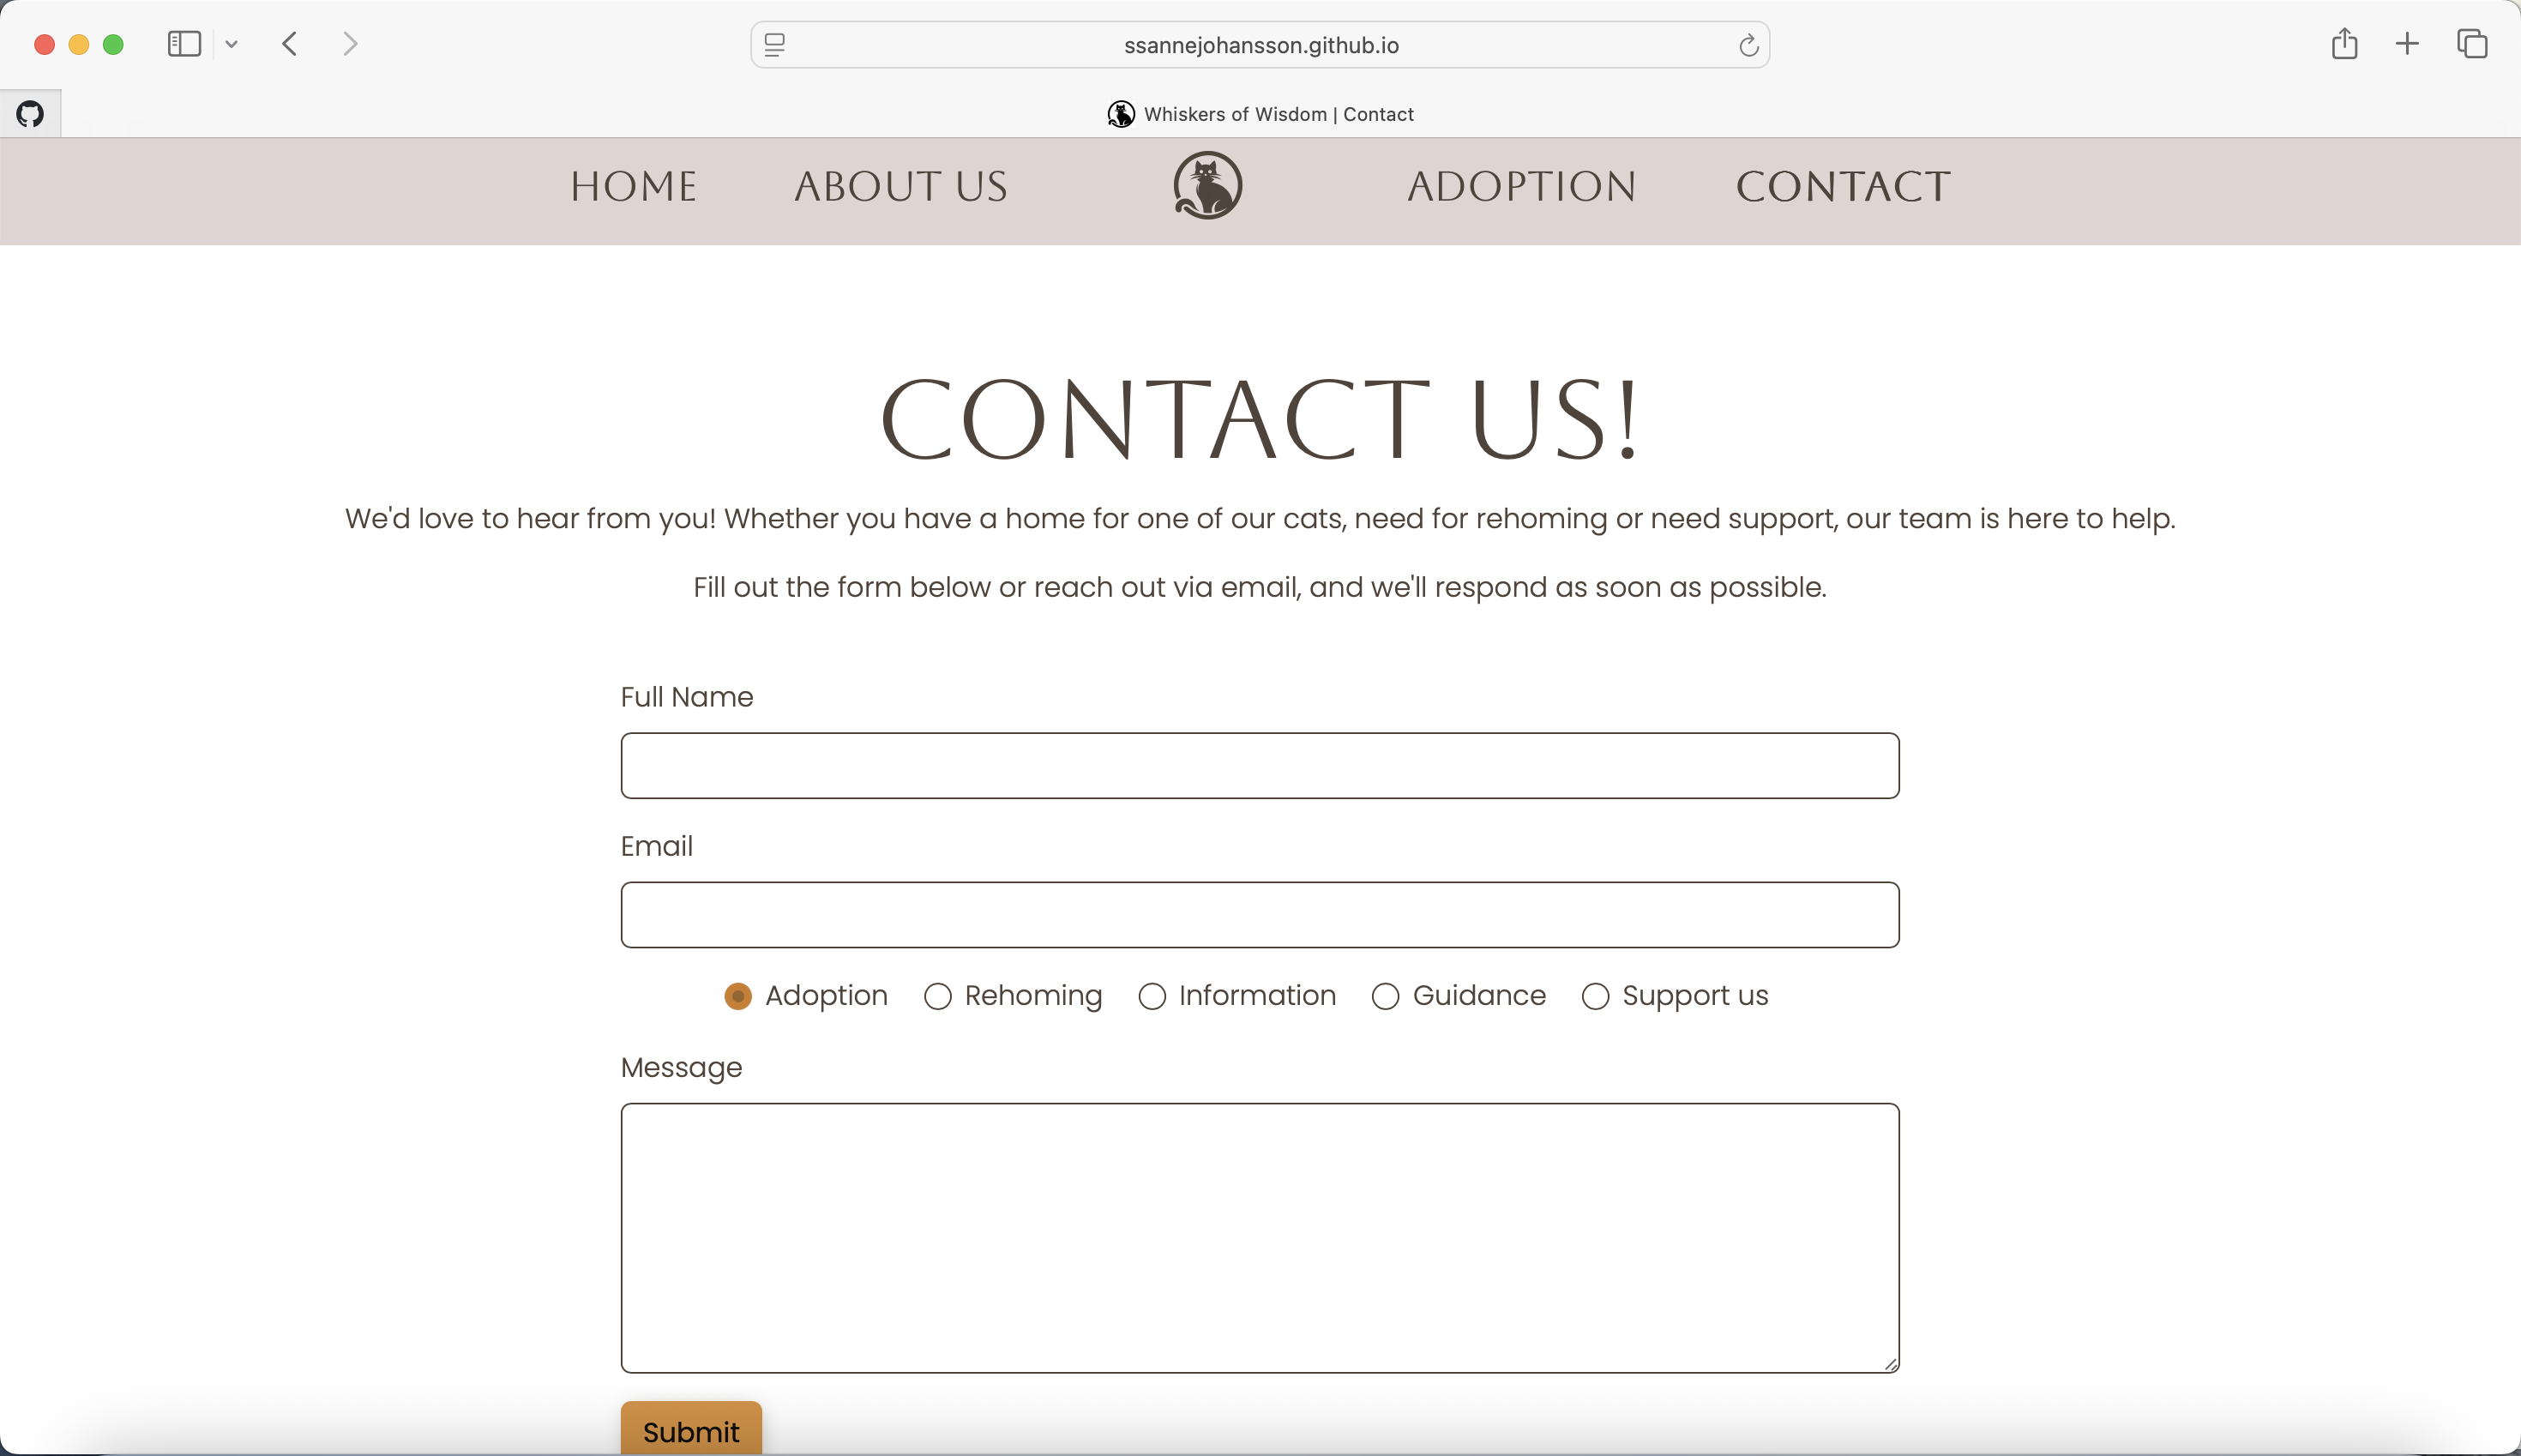 ssannejohansson.github.io
Whiskers of Wisdom | Contact
HOME ABOUT US ADOPTION CONTACT
CONTACT US!
We'd love to hear from you! Whether you have a home for one of our cats, need for rehoming or need support, our team is here to help.
Fill out the form below or reach out via email, and we'll respond as soon as possible.
Full Name
Email
Adoption Rehoming Information Guidance Support us
Message
Submit